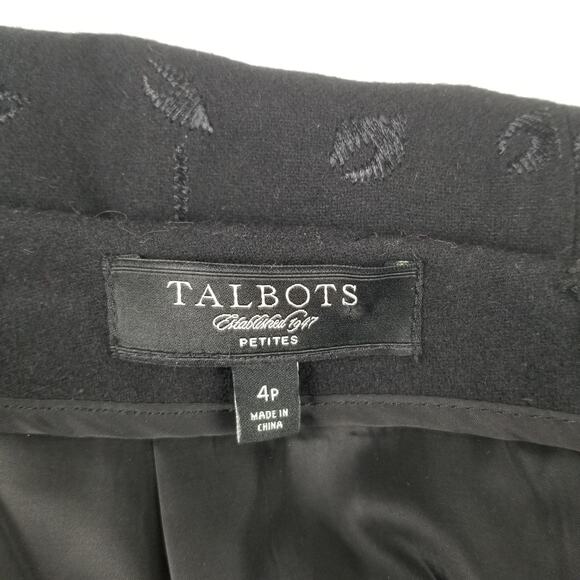 TALBOTS
Established 1947
PETITES
4P
MADE IN
CHINA